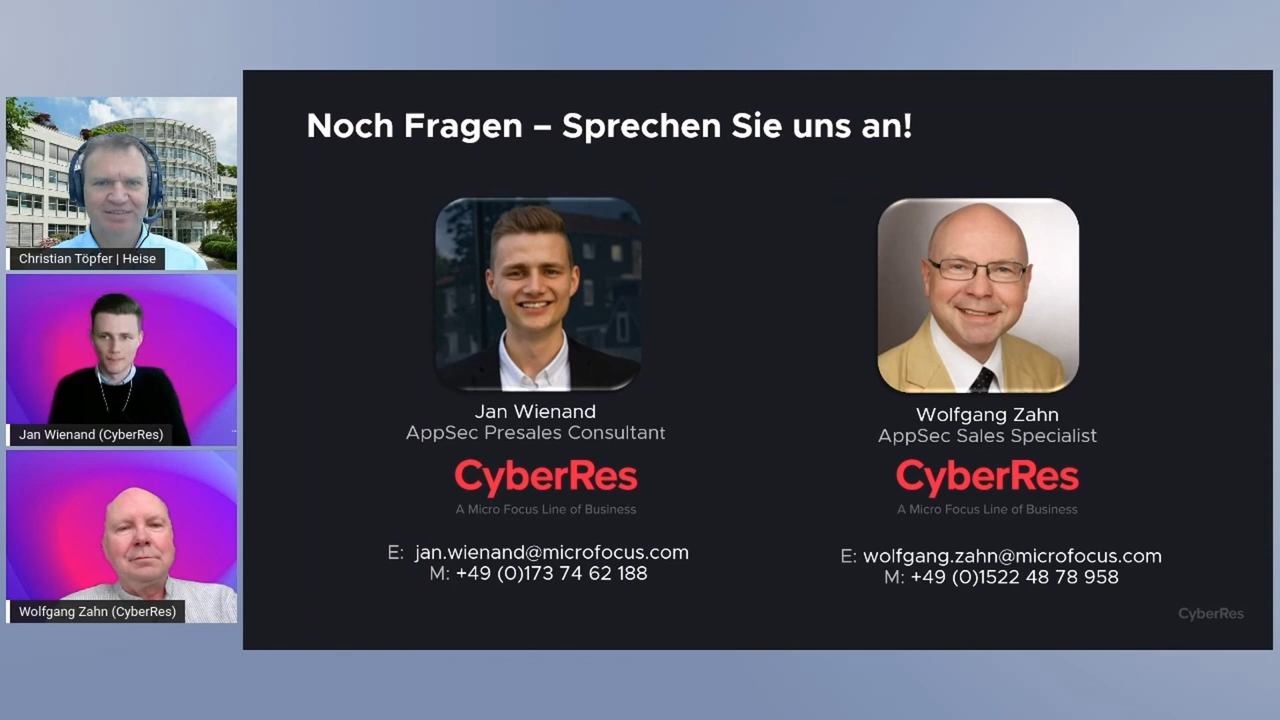 Noch Fragen – Sprechen Sie uns an!
Christian Töpfer | Heise
Jan Wienand (CyberRes)
Wolfgang Zahn (CyberRes)
Jan Wienand
AppSec Presales Consultant
CyberRes
A Micro Focus Line of Business
E: jan.wienand@microfocus.com
M: +49 (0)173 74 62 188
Wolfgang Zahn
AppSec Sales Specialist
CyberRes
A Micro Focus Line of Business
E: wolfgang.zahn@microfocus.com
M: +49 (0)1522 48 78 958
CyberRes